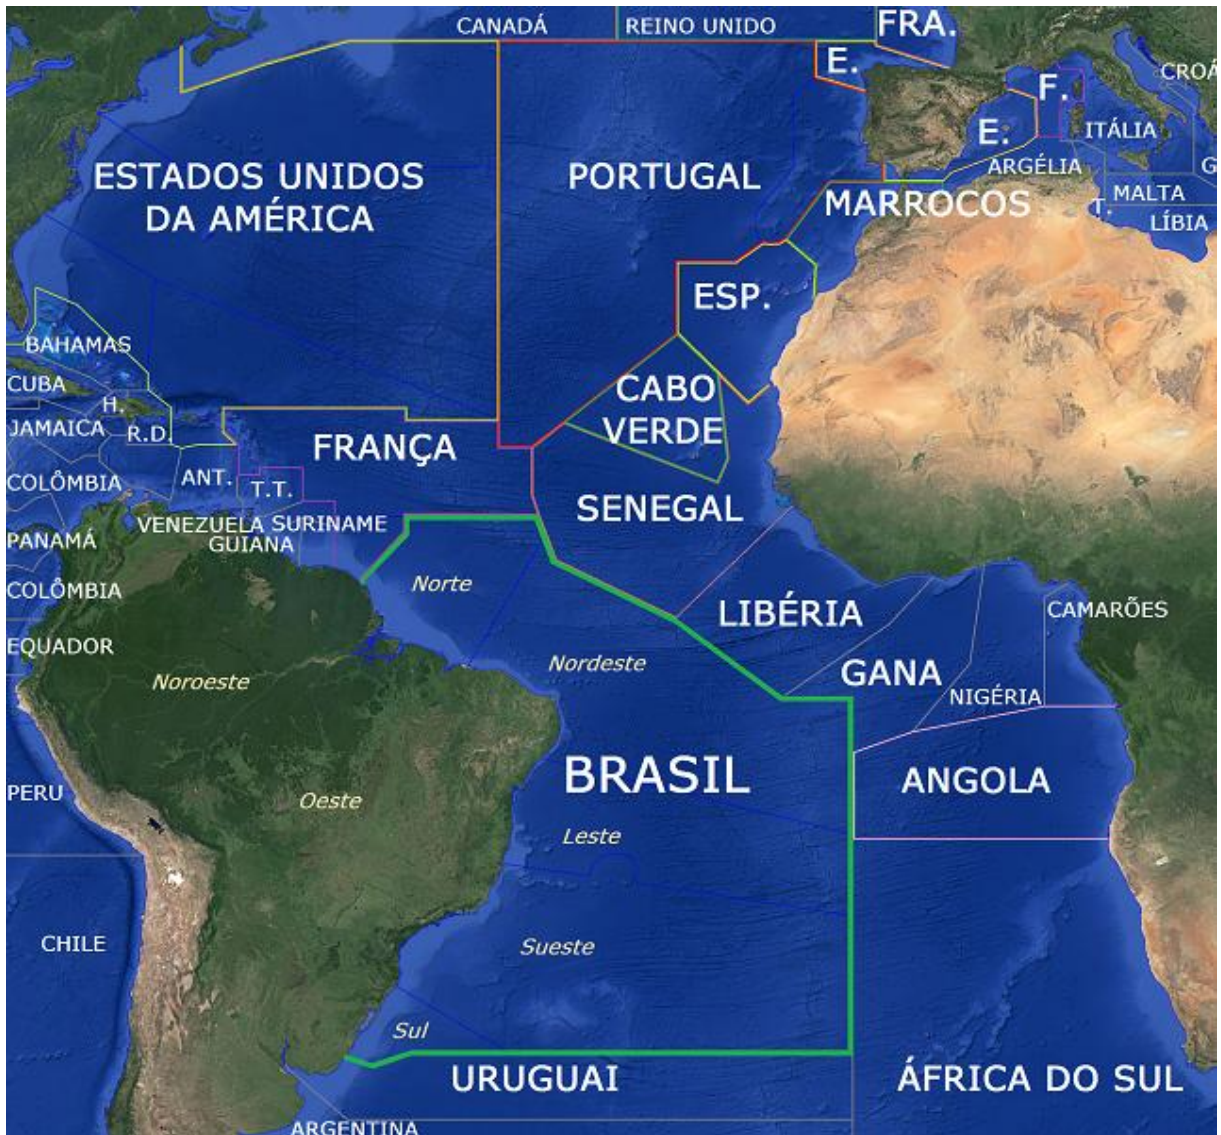 CANADÁ
REINO UNIDO
FRA.
E.
F.
CROÁ
ESTADOS UNIDOS
DA AMÉRICA
PORTUGAL
E.
ITÁLIA
ARGÉLIA
G
MARROCOS
MALTA
T.
LÍBIA
ESP.
BAHAMAS
CUBA
H.
CABO
VERDE
JAMAICA
R.D.
FRANÇA
COLÔMBIA
ANT.
T.T.
SENEGAL
VENEZUELA
SURINAME
GUIANA
PANAMÁ
COLÔMBIA
Norte
LIBÉRIA
CAMARÕES
EQUADOR
Noroeste
Nordeste
GANA
NIGÉRIA
BRASIL
ANGOLA
PERU
Oeste
Leste
CHILE
Sueste
Sul
URUGUAI
ÁFRICA DO SUL
ARGENTINA